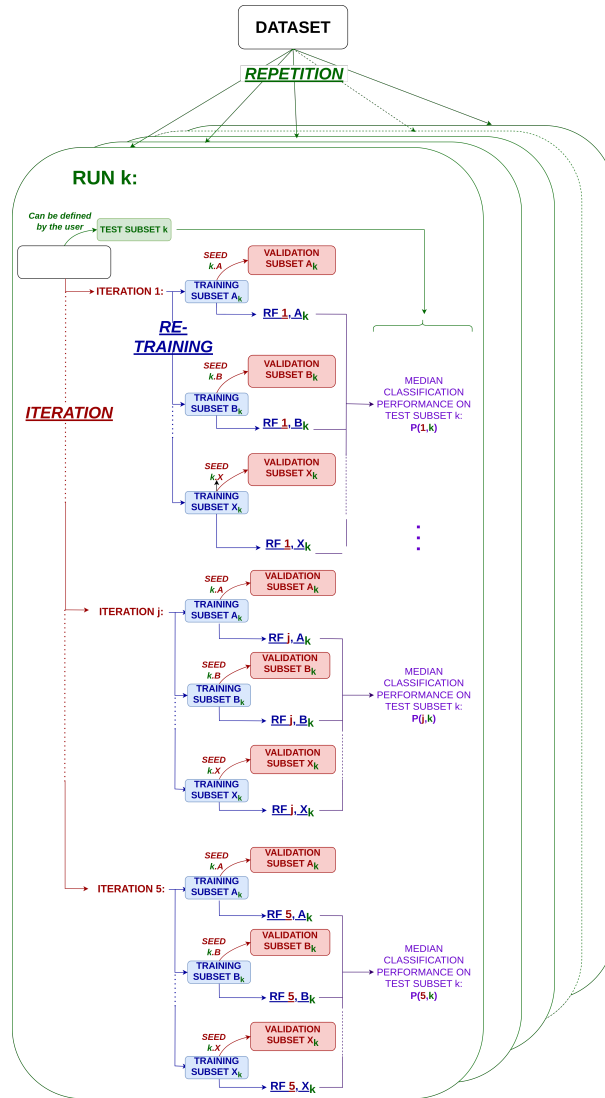 DATASET
REPETITION
RUN k:
Can be defined
by the user
TEST SUBSET k
ITERATION
RE-
TRAINING
ITERATION 1:
SEED
k.A
VALIDATION
SUBSET Ak
TRAINING
SUBSET Ak
RF 1, Ak
SEED
k.B
VALIDATION
SUBSET Bk
TRAINING
SUBSET Bk
RF 1, Bk
SEED
k.X
VALIDATION
SUBSET Xk
TRAINING
SUBSET Xk
RF 1, Xk
MEDIAN
CLASSIFICATION
PERFORMANCE ON
TEST SUBSET k:
P(1,k)
ITERATION j:
SEED
k.A
VALIDATION
SUBSET Ak
TRAINING
SUBSET Ak
RF j, Ak
SEED
k.B
VALIDATION
SUBSET Bk
TRAINING
SUBSET Bk
RF j, Bk
SEED
k.X
VALIDATION
SUBSET Xk
TRAINING
SUBSET Xk
RF j, Xk
MEDIAN
CLASSIFICATION
PERFORMANCE ON
TEST SUBSET k:
P(j,k)
ITERATION 5:
SEED
k.A
VALIDATION
SUBSET Ak
TRAINING
SUBSET Ak
RF 5, Ak
SEED
k.B
VALIDATION
SUBSET Bk
TRAINING
SUBSET Bk
RF 5, Bk
SEED
k.X
VALIDATION
SUBSET Xk
TRAINING
SUBSET Xk
RF 5, Xk
MEDIAN
CLASSIFICATION
PERFORMANCE ON
TEST SUBSET k:
P(5,k)